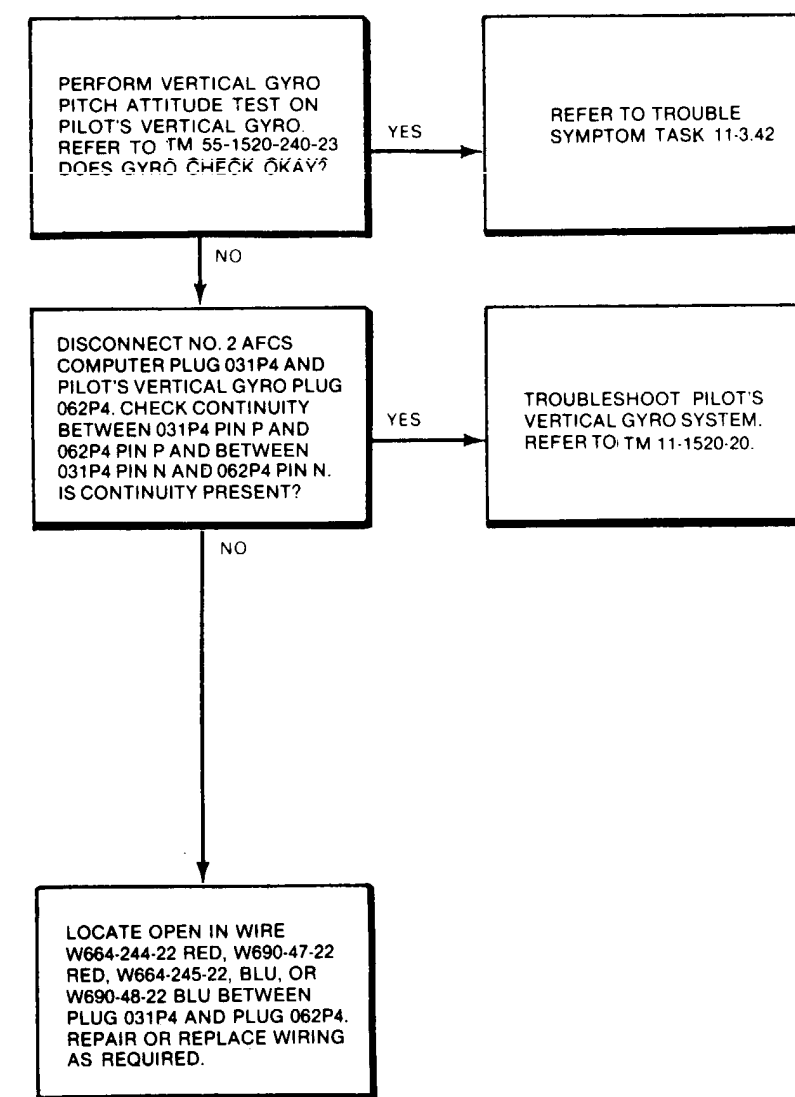 PERFORM VERTICAL GYRO
PITCH ATTITUDE TEST ON
PILOT'S VERTICAL GYRO.
REFER TO TM 55-1520-240-23
DOES GYRO CHECK OKAY?
YES
REFER TO TROUBLE
SYMPTOM TASK 11-3.42
NO
DISCONNECT NO. 2 AFCS
COMPUTER PLUG 031P4 AND
PILOT'S VERTICAL GYRO PLUG
062P4. CHECK CONTINUITY
BETWEEN 031P4 PIN P AND
062P4 PIN P AND BETWEEN
031P4 PIN N AND 062P4 PIN N.
IS CONTINUITY PRESENT?
YES
TROUBLESHOOT PILOT'S
VERTICAL GYRO SYSTEM.
REFER TO TM 11-1520-20.
NO
LOCATE OPEN IN WIRE
W664-244-22 RED, W690-47-22
RED, W664-245-22, BLU, OR
W690-48-22 BLU BETWEEN
PLUG 031P4 AND PLUG 062P4.
REPAIR OR REPLACE WIRING
AS REQUIRED.